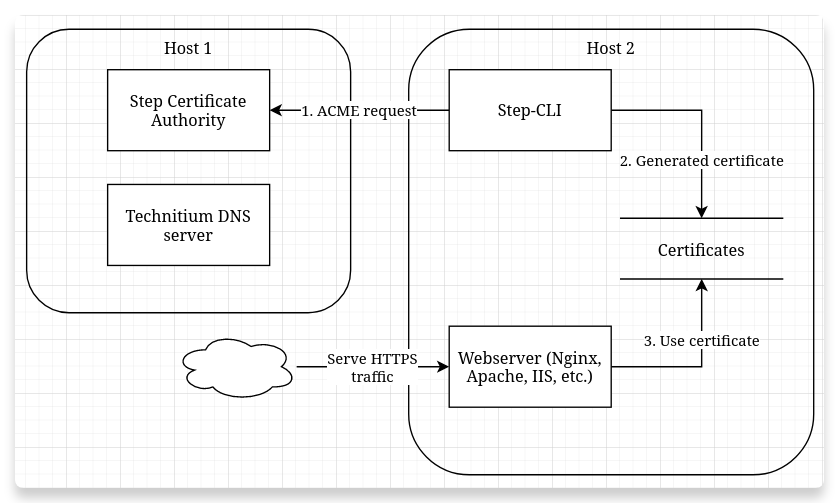 Host 1
Host 2
Step Certificate
Authority
1. ACME request
Step-CLI
2. Generated certificate
Technitium DNS
server
Certificates
3. Use certificate
Serve HTTPS
traffic
Webserver (Nginx,
Apache, IIS, etc.)